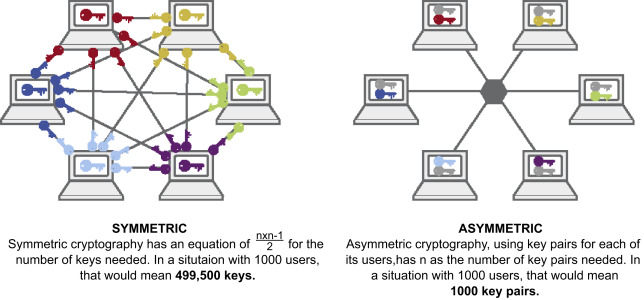 SYMMETRIC
Symmetric cryptography has an equation of nxn-1/2 for the
number of keys needed. In a situtaion with 1000 users,
that would mean 499,500 keys.
ASYMMETRIC
Asymmetric cryptography, using key pairs for each of
its users,has n as the number of key pairs needed. In
a situation with 1000 users, that would mean
1000 key pairs.